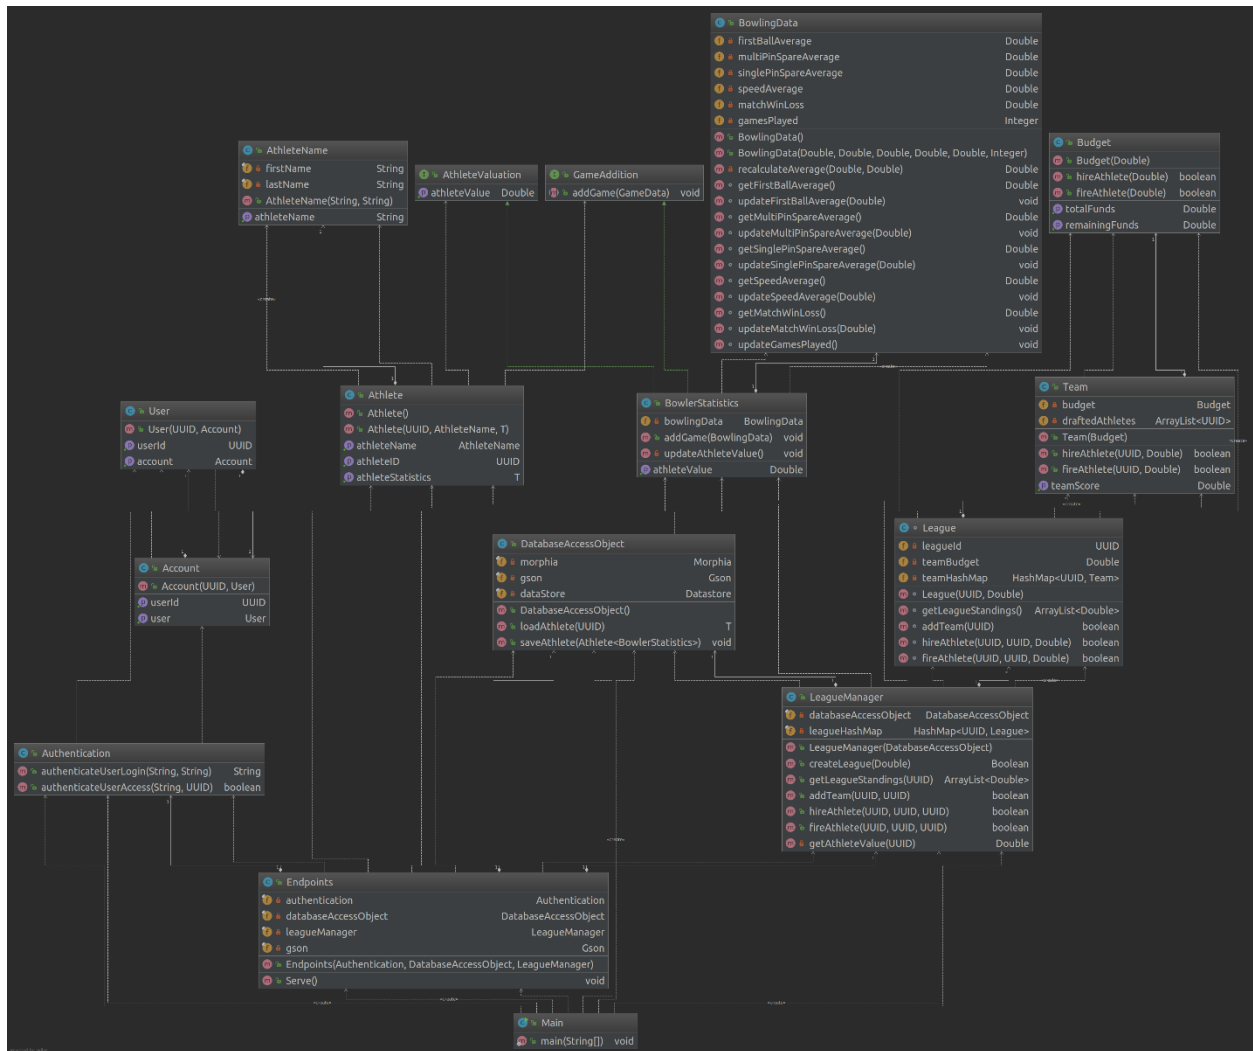 BowlingData
firstBallAverage Double
multiPinSpareAverage Double
singlePinSpareAverage Double
speedAverage Double
matchWinLoss Double
gamesPlayed Integer
BowlingData()
BowlingData(Double, Double, Double, Double, Double, Integer)
recalculateAverage(Double, Double) Double
getFirstBallAverage() Double
updateFirstBallAverage(Double) void
getMultiPinSpareAverage() Double
updateMultiPinSpareAverage(Double) void
getSinglePinSpareAverage() Double
updateSinglePinSpareAverage(Double) void
getSpeedAverage() Double
updateSpeedAverage(Double) void
getMatchWinLoss() Double
updateMatchWinLoss(Double) void
updateGamesPlayed() void
AthleteName
firstName String
lastName String
AthleteName(String, String)
athleteName String
AthleteValuation
athleteValue Double
GameAddition
addGame(GameData) void
Budget
Budget(Double)
hireAthlete(Double) boolean
fireAthlete(Double) boolean
totalFunds Double
remainingFunds Double
User
User(UUID, Account)
userId UUID
account Account
Athlete
Athlete()
Athlete(UUID, AthleteName, T)
athleteName AthleteName
athleteID UUID
athleteStatistics T
BowlerStatistics
bowlingData BowlingData
addGame(BowlingData) void
updateAthleteValue() void
athleteValue Double
Team
budget Budget
draftedAthletes ArrayList<UUID>
Team(Budget)
hireAthlete(UUID, Double) boolean
fireAthlete(UUID, Double) boolean
teamScore Double
Account
Account(UUID, User)
userId UUID
user User
DatabaseAccessObject
morphia Morphia
gson Gson
dataStore Datastore
DatabaseAccessObject()
loadAthlete(UUID) T
saveAthlete(Athlete<BowlerStatistics>) void
League
leagueId UUID
teamBudget Double
teamHashMap HashMap<UUID, Team>
League(UUID, Double)
getLeagueStandings() ArrayList<Double>
addTeam(UUID) boolean
hireAthlete(UUID, UUID, Double) boolean
fireAthlete(UUID, UUID, Double) boolean
Authentication
authenticateUserLogin(String, String) String
authenticateUserAccess(String, UUID) boolean
LeagueManager
databaseAccessObject DatabaseAccessObject
leagueHashMap HashMap<UUID, League>
LeagueManager(DatabaseAccessObject)
createLeague(Double) Boolean
getLeagueStandings(UUID) ArrayList<Double>
addTeam(UUID, UUID) boolean
hireAthlete(UUID, UUID, UUID) boolean
fireAthlete(UUID, UUID, UUID) boolean
getAthleteValue(UUID) Double
Endpoints
authentication Authentication
databaseAccessObject DatabaseAccessObject
leagueManager LeagueManager
gson Gson
Endpoints(Authentication, DatabaseAccessObject, LeagueManager)
Serve() void
Main
main(String[]) void